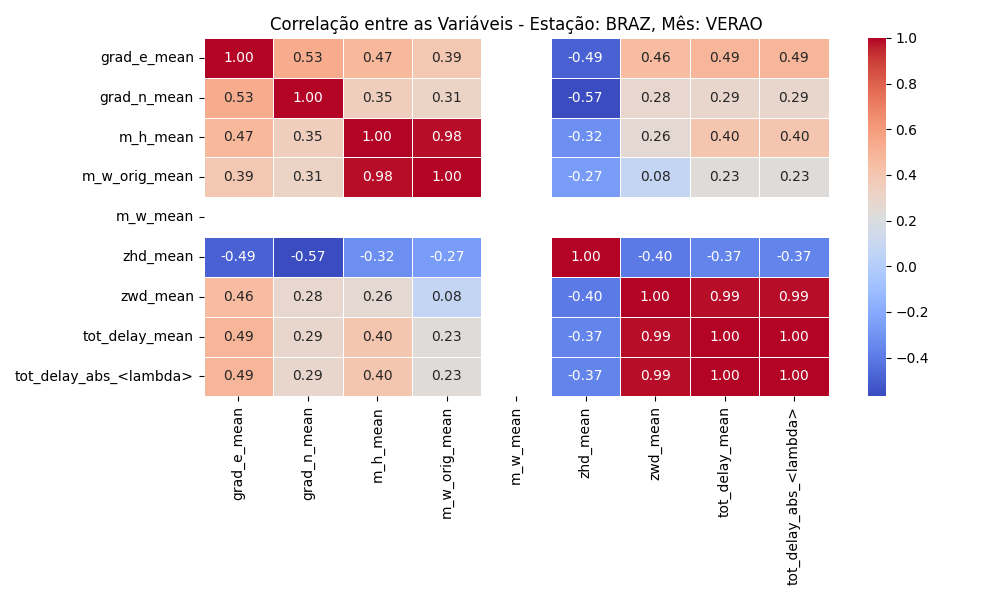 Correlação entre as Variáveis - Estação: BRAZ, Mês: VERAO
grad_e_mean 1.00 0.53 0.47 0.39 -0.49 0.46 0.49 0.49
grad_n_mean 0.53 1.00 0.35 0.31 -0.57 0.28 0.29 0.29
m_h_mean 0.47 0.35 1.00 0.98 -0.32 0.26 0.40 0.40
m_w_orig_mean 0.39 0.31 0.98 1.00 -0.27 0.08 0.23 0.23
m_w_mean
zhd_mean -0.49 -0.57 -0.32 -0.27 1.00 -0.40 -0.37 -0.37
zwd_mean 0.46 0.28 0.26 0.08 -0.40 1.00 0.99 0.99
tot_delay_mean 0.49 0.29 0.40 0.23 -0.37 0.99 1.00 1.00
tot_delay_abs_<lambda> 0.49 0.29 0.40 0.23 -0.37 0.99 1.00 1.00
grad_e_mean
grad_n_mean
m_h_mean
m_w_orig_mean
m_w_mean
zhd_mean
zwd_mean
tot_delay_mean
tot_delay_abs_<lambda>
1.0
0.8
0.6
0.4
0.2
0.0
−0.2
−0.4